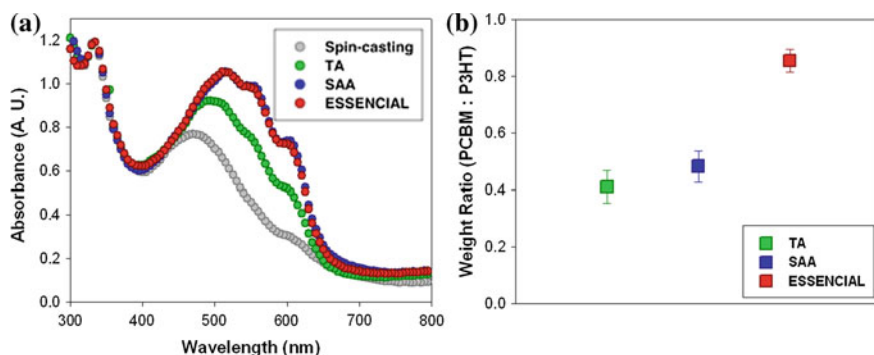 (a)
1.2
1.0
0.8
0.6
0.4
0.2
0.0
Absorbance (A. U.)
300 400 500 600 700 800
Wavelength (nm)
Spin-casting
TA
SAA
ESSENCIAL
(b)
1.0
0.8
0.6
0.4
0.2
0.0
Weight Ratio (PCBM : P3HT)
TA
SAA
ESSENCIAL